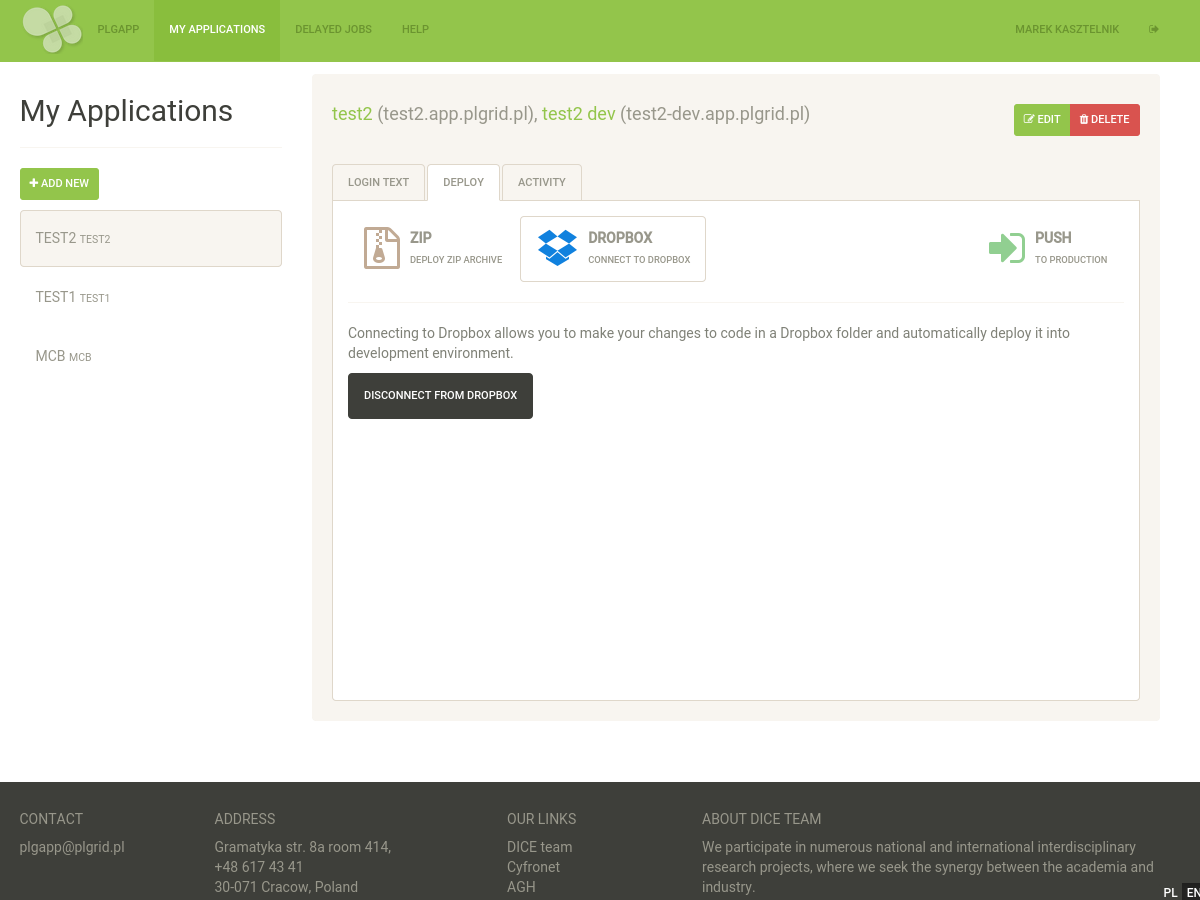 PLGAPP
MY APPLICATIONS
DELAYED JOBS
HELP
MAREK KASZTELNIK
My Applications
ADD NEW
TEST2 TEST2
TEST1 TEST1
MCB MCB
test2 (test2.app.plgrid.pl), test2 dev (test2-dev.app.plgrid.pl)
EDIT
DELETE
LOGIN TEXT
DEPLOY
ACTIVITY
ZIP
DEPLOY ZIP ARCHIVE
DROPBOX
CONNECT TO DROPBOX
PUSH
TO PRODUCTION
Connecting to Dropbox allows you to make your changes to code in a Dropbox folder and automatically deploy it into
development environment.
DISCONNECT FROM DROPBOX
CONTACT
plgapp@plgrid.pl
ADDRESS
Gramatyka str. 8a room 414,
+48 617 43 41
30-071 Cracow, Poland
OUR LINKS
DICE team
Cyfronet
AGH
ABOUT DICE TEAM
We participate in numerous national and international interdisciplinary
research projects, where we seek the synergy between the academia and
industry.
PL
EN